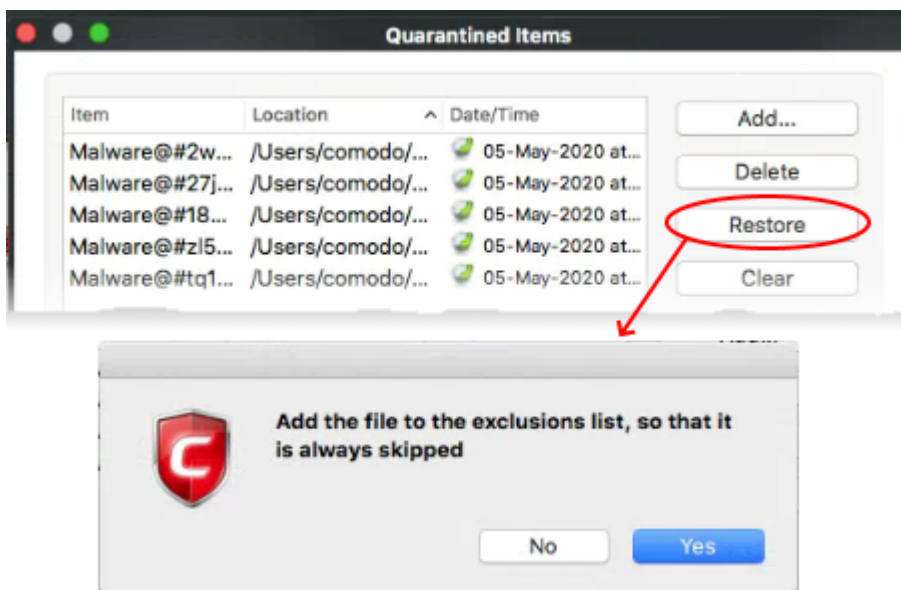 Quarantined Items
Item Location Date/Time
Malware@#2w... /Users/comodo/... 05-May-2020 at...
Malware@#27j... /Users/comodo/... 05-May-2020 at...
Malware@#18... /Users/comodo/... 05-May-2020 at...
Malware@#zl5... /Users/comodo/... 05-May-2020 at...
Malware@#tq1... /Users/comodo/... 05-May-2020 at...
Add...
Delete
Restore
Clear
Add the file to the exclusions list, so that it
is always skipped
No Yes